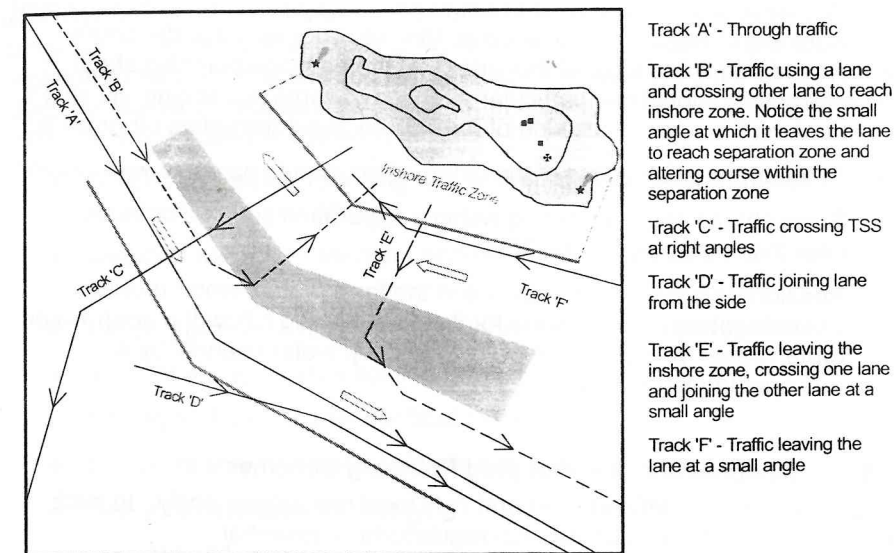 Track 'A'
Track 'B'
Track 'C'
Track 'D'
Track 'E'
Track 'F'
Inshore Traffic Zone
Track 'A' - Through traffic
Track 'B' - Traffic using a lane
and crossing other lane to reach
inshore zone. Notice the small
angle at which it leaves the lane
to reach separation zone and
altering course within the
separation zone
Track 'C' - Traffic crossing TSS
at right angles
Track 'D' - Traffic joining lane
from the side
Track 'E' - Traffic leaving the
inshore zone, crossing one lane
and joining the other lane at a
small angle
Track 'F' - Traffic leaving the
lane at a small angle